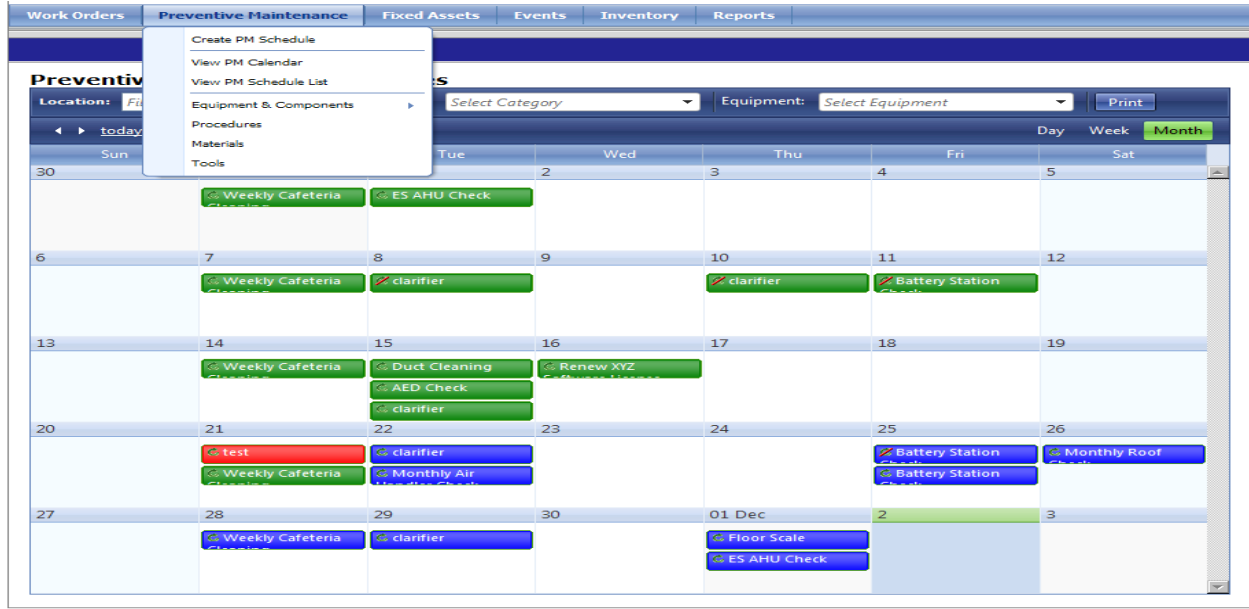 Work Orders Preventive Maintenance Fixed Assets Events Inventory Reports
Create PM Schedule
View PM Calendar
Preventiv s
View PM Schedule List
Location: Fi Select Category Equipment: Select Equipment Print
Equipment & Components
Procedures
today Day Week Month
Materials
Sun Tue Wed Thu Fri Sat
Tools
30 2 3 4 5
Weekly Cafeteria ES AHU Check
6 7 8 9 10 11 12
Weekly Cafeteria clarifier clarifier Battery Station
13 14 15 16 17 18 19
Weekly Cafeteria Duct Cleaning Renew XYZ
AED Check
clarifier
20 21 22 23 24 25 26
test clarifier Battery Station Monthly Roof
Weekly Cafeteria Monthly Air Battery Station
27 28 29 30 01 Dec 2 3
Weekly Cafeteria clarifier Floor Scale
ES AHU Check